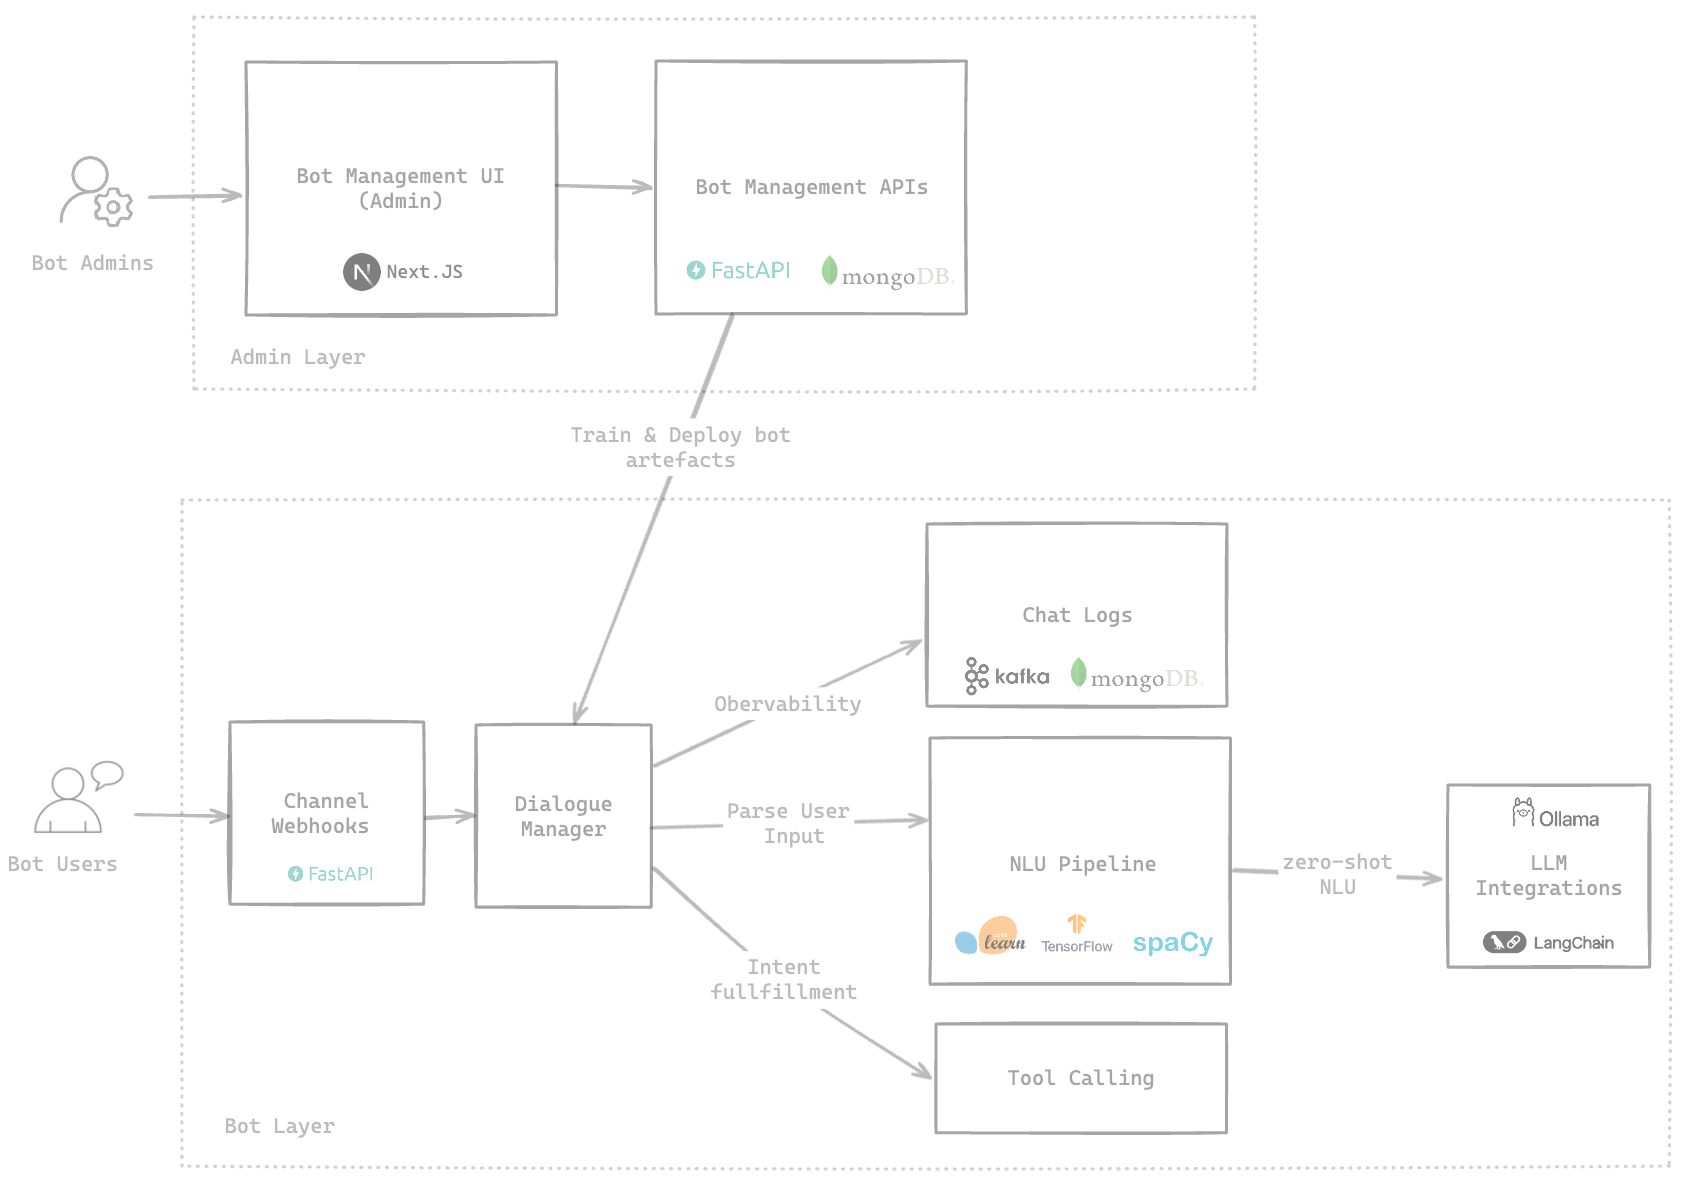 Bot Management UI
(Admin)
Next.JS
Bot Management APIs
FastAPI
mongoDB.
Bot Admins
Admin Layer
Train & Deploy bot
artefacts
Chat Logs
kafka
mongoDB.
Obervability
Channel
Webhooks
FastAPI
Dialogue
Manager
Parse User
Input
Bot Users
NLU Pipeline
learn
TensorFlow
spaCy
zero-shot
NLU
Ollama
LLM
Integrations
LangChain
Intent
fullfillment
Tool Calling
Bot Layer